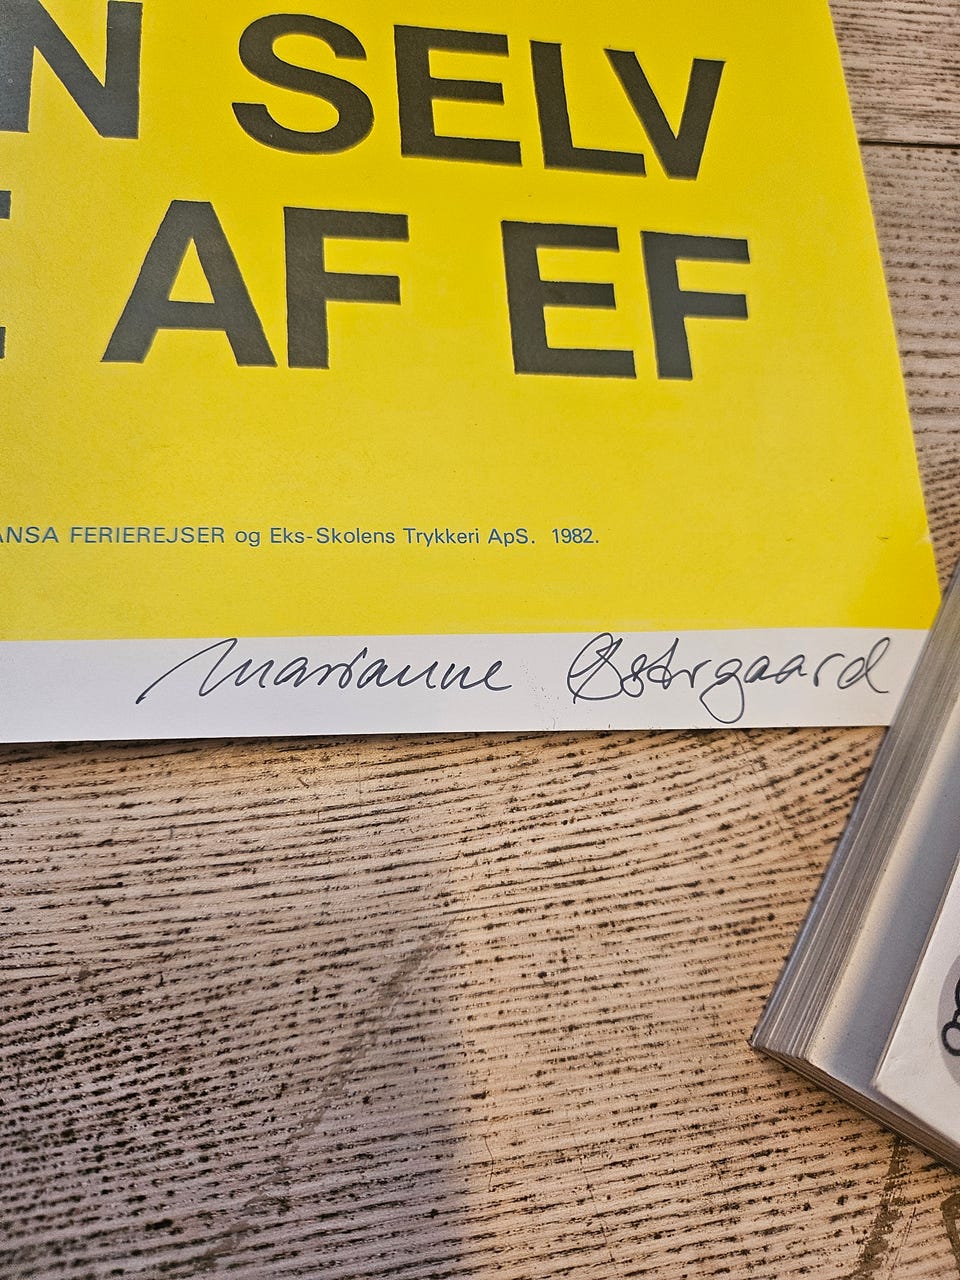 N SELV
AF EF
ANSA FERIEREJSER og Eks-Skolens Trykkeri ApS. 1982.
Marianne Østergaard